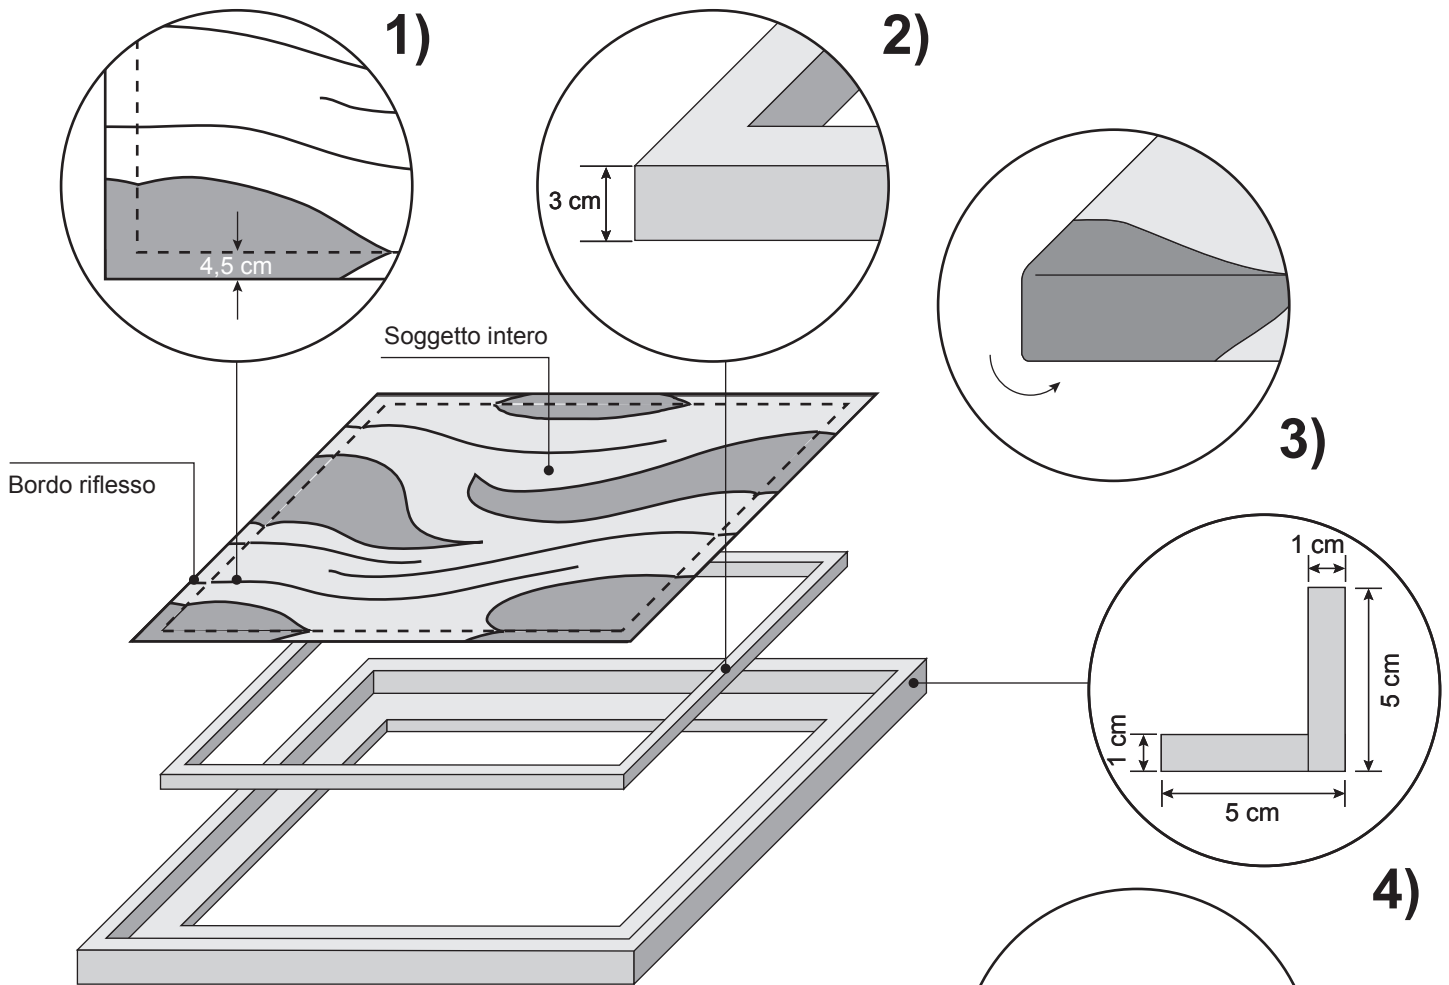 1)
2)
3 cm
4,5 cm
Soggetto intero
3)
Bordo riflesso
1 cm
5 cm
1 cm
5 cm
4)